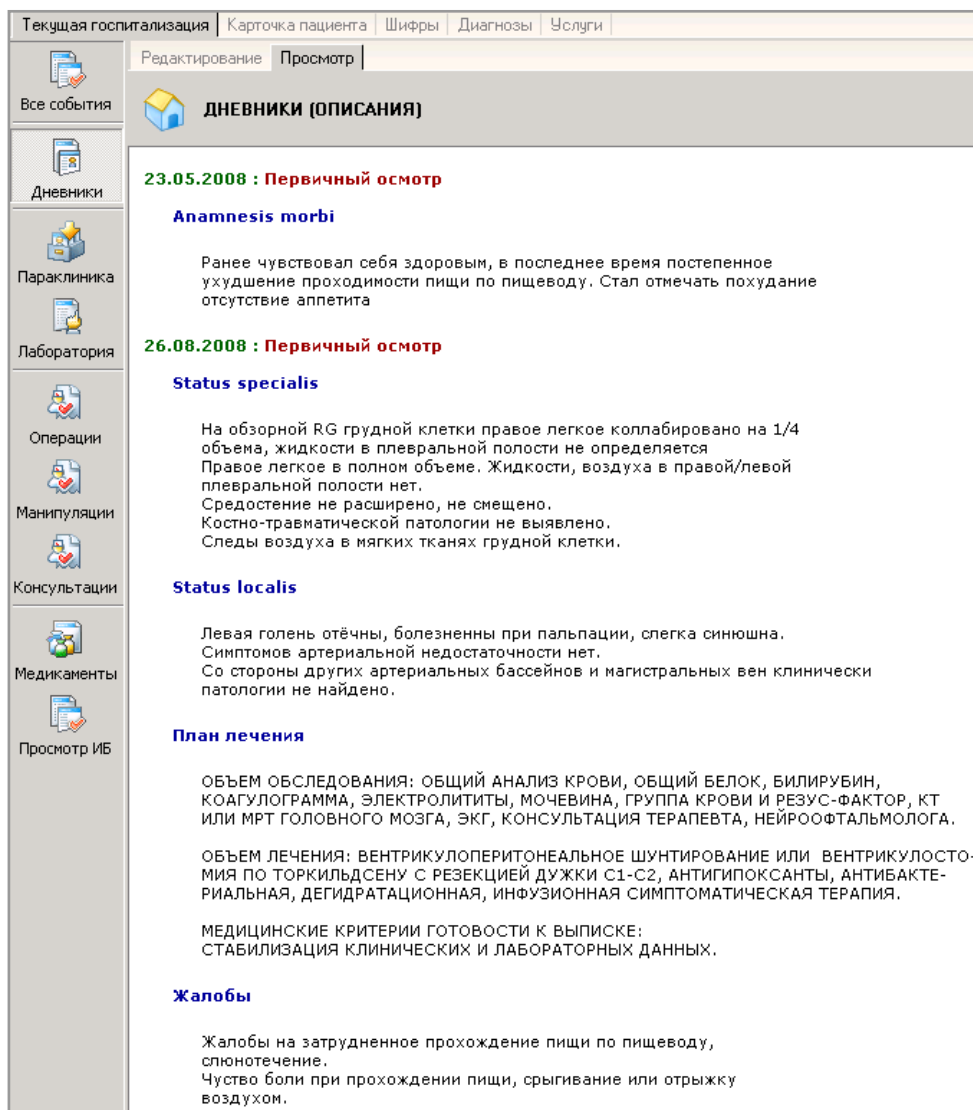 Текущая госпитализация Карточка пациента Шифры Диагнозы Услуги
Редактирование Просмотр
Все события
ДНЕВНИКИ (ОПИСАНИЯ)
Дневники
Параклиника
Лаборатория
Операции
Манипуляции
Консультации
Медикаменты
Просмотр ИБ
23.05.2008 : Первичный осмотр
Anamnesis morbi
Ранее чувствовал себя здоровым, в последнее время постепенное
ухудшение проходимости пищи по пищеводу. Стал отмечать похудание
отсутствие аппетита
26.08.2008 : Первичный осмотр
Status specialis
На обзорной RG грудной клетки правое легкое коллабировано на 1/4
объема, жидкости в плевральной полости не определяется
Правое легкое в полном объеме. Жидкости, воздуха в правой/левой
плевральной полости нет.
Средостение не расширено, не смещено.
Костно-травматической патологии не выявлено.
Следы воздуха в мягких тканях грудной клетки.
Status localis
Левая голень отёчны, болезненны при пальпации, слегка синюшна.
Симптомов артериальной недостаточности нет.
Со стороны других артериальных бассейнов и магистральных вен клинически
патологии не найдено.
План лечения
ОБЪЕМ ОБСЛЕДОВАНИЯ: ОБЩИЙ АНАЛИЗ КРОВИ, ОБЩИЙ БЕЛОК, БИЛИРУБИН,
КОАГУЛОГРАММА, ЭЛЕКТРОЛИТИТЫ, МОЧЕВИНА, ГРУППА КРОВИ И РЕЗУС-ФАКТОР, КТ
ИЛИ МРТ ГОЛОВНОГО МОЗГА, ЭКГ, КОНСУЛЬТАЦИЯ ТЕРАПЕВТА, НЕЙРООФТАЛЬМОЛОГА.
ОБЪЕМ ЛЕЧЕНИЯ: ВЕНТРИКУЛОПЕРИТОНЕАЛЬНОЕ ШУНТИРОВАНИЕ ИЛИ ВЕНТРИКУЛОСТО-
МИЯ ПО ТОРКИЛЬДСЕНУ С РЕЗЕКЦИЕЙ ДУЖКИ С1-С2, АНТИГИПОКСАНТЫ, АНТИБАКТЕ-
РИАЛЬНАЯ, ДЕГИДРАТАЦИОННАЯ, ИНФУЗИОННАЯ СИМПТОМАТИЧЕСКАЯ ТЕРАПИЯ.
МЕДИЦИНСКИЕ КРИТЕРИИ ГОТОВОСТИ К ВЫПИСКЕ:
СТАБИЛИЗАЦИЯ КЛИНИЧЕСКИХ И ЛАБОРАТОРНЫХ ДАННЫХ.
Жалобы
Жалобы на затрудненное прохождение пищи по пищеводу,
слюнотечение.
Чуство боли при прохождении пищи, срыгивание или отрыжку
воздухом.